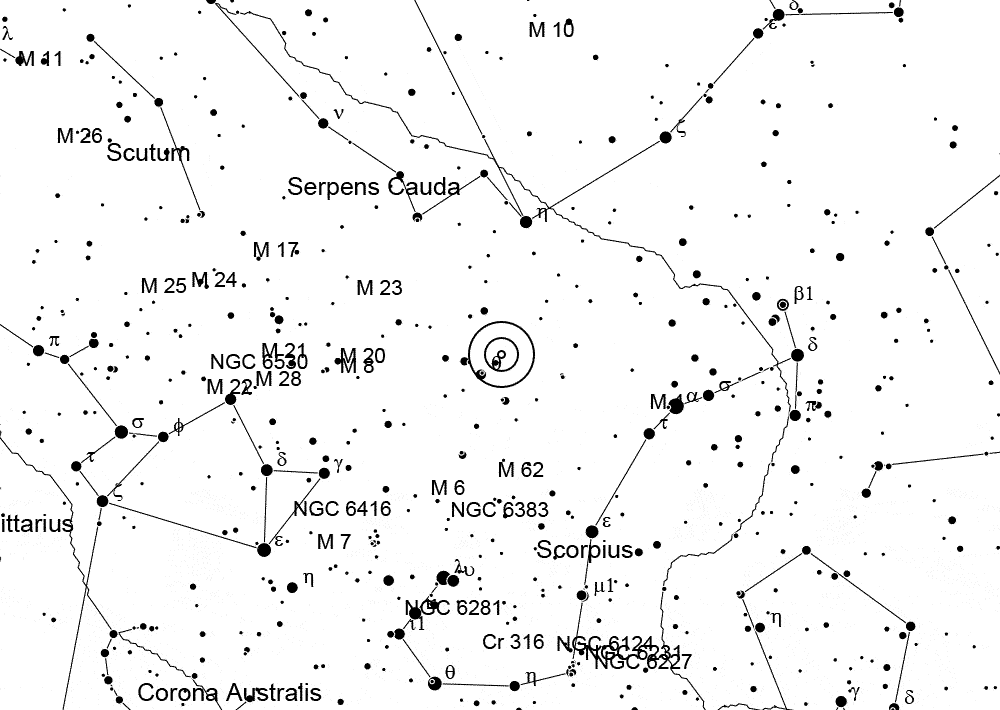 δ
ε
λ
M 10
M 11
ν
ζ
M 26
Scutum
Serpens Cauda
η
M 17
M 24
M 25
M 23
β1
π
M 21
δ
NGC 6530
M 20
M 8
M 28
M 22
λ
θ
σ
α
M 4
π
σ
φ
τ
τ
δ
γ
M 62
ζ
M 6
NGC 6416
NGC 6383
ittarius
ε
ε
M 7
Scorpius
λ
υ
η
μ1
NGC 6281
η
ι1
Cr 316
NGC 6124
NGC 6231
NGC 6227
θ
η
Corona Australis
γ
δ